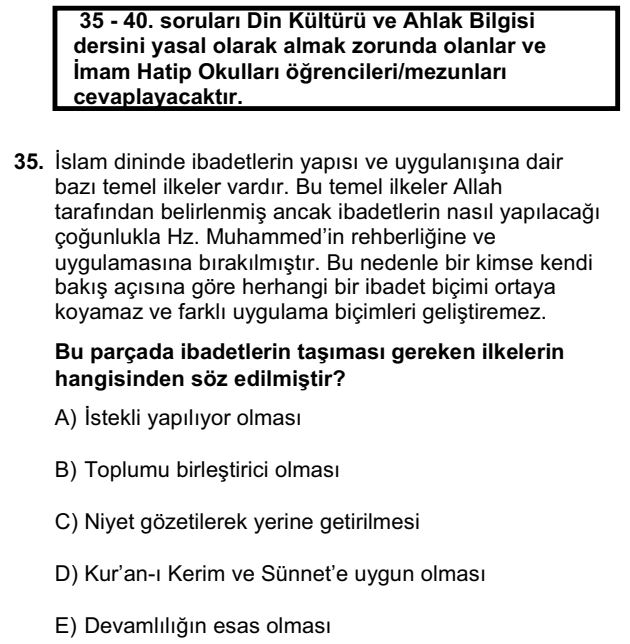 35 - 40. soruları Din Kültürü ve Ahlak Bilgisi
dersini yasal olarak almak zorunda olanlar ve
İmam Hatip Okulları öğrencileri/mezunları
cevaplayacaktır.
35. İslam dininde ibadetlerin yapısı ve uygulanışına dair
bazı temel ilkeler vardır. Bu temel ilkeler Allah
tarafından belirlenmiş ancak ibadetlerin nasıl yapılacağı
çoğunlukla Hz. Muhammed’in rehberliğine ve
uygulamasına bırakılmıştır. Bu nedenle bir kimse kendi
bakış açısına göre herhangi bir ibadet biçimi ortaya
koyamaz ve farklı uygulama biçimleri geliştiremez.
Bu parçada ibadetlerin taşıması gereken ilkelerin
hangisinden söz edilmiştir?
A) İstekli yapılıyor olması
B) Toplumu birleştirici olması
C) Niyet gözetilerek yerine getirilmesi
D) Kur’an-ı Kerim ve Sünnet’e uygun olması
E) Devamlılığın esas olması